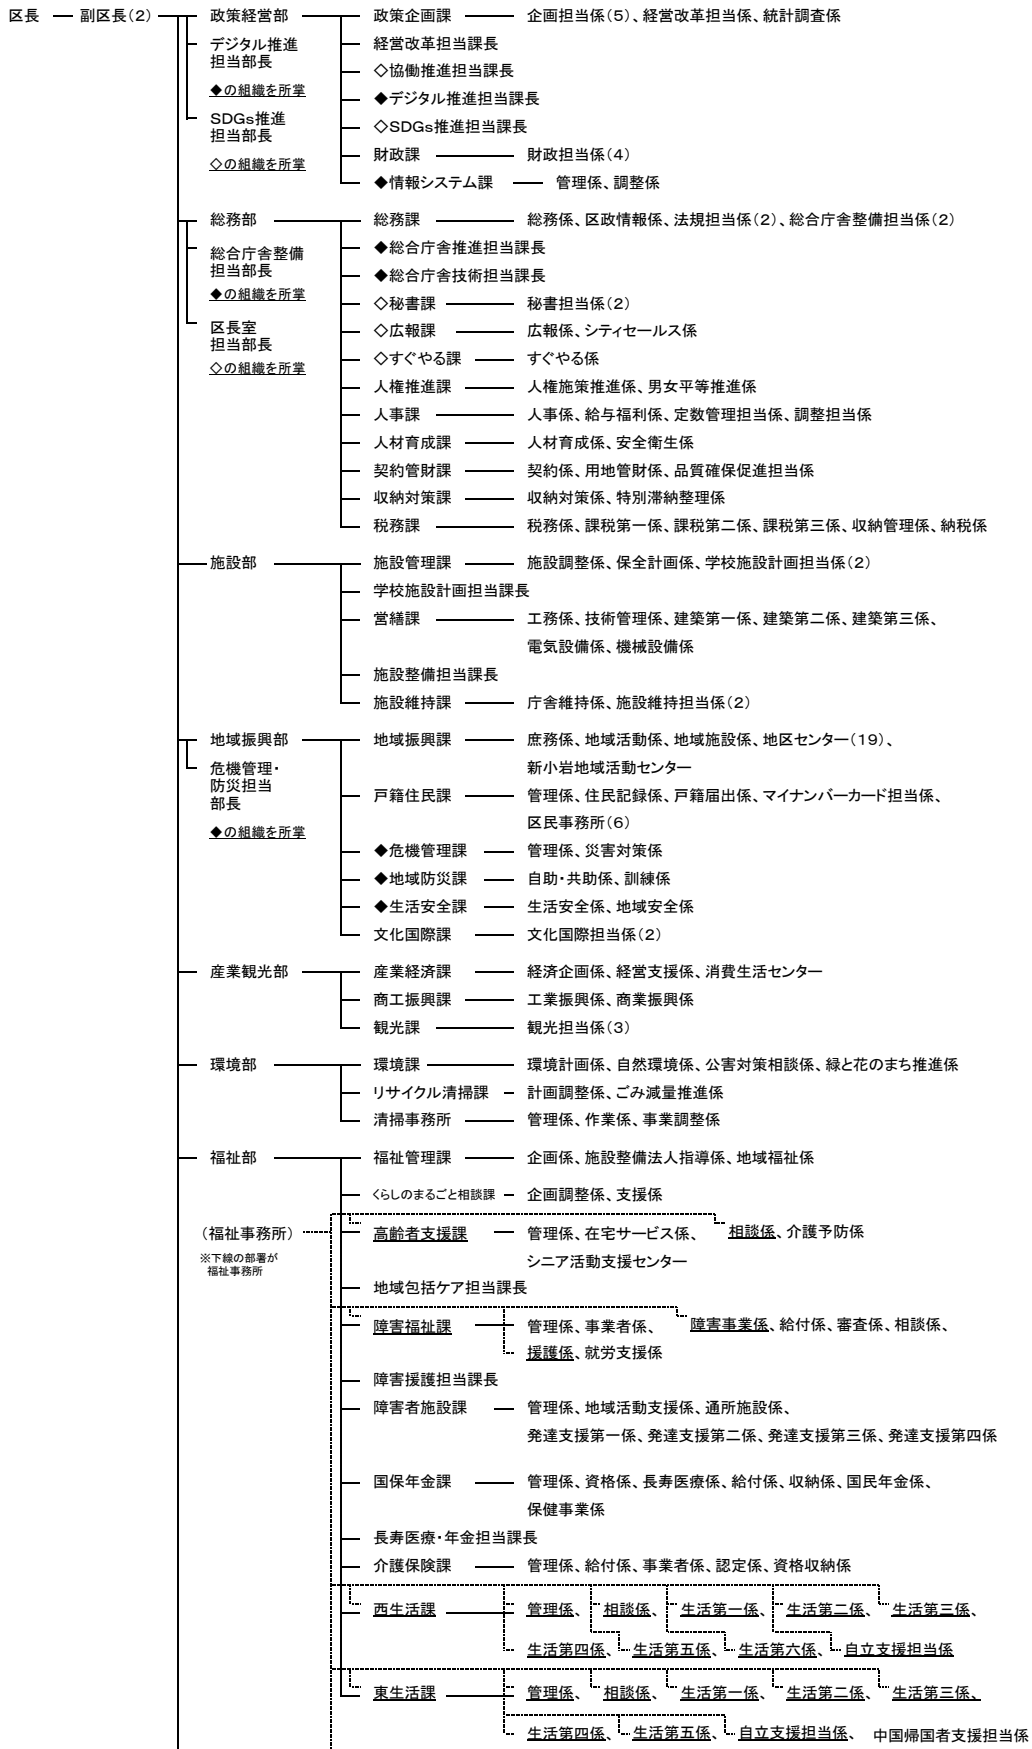 区長 副区長(2) 政策経営部 政策企画課 企画担当係(5)、経営改革担当係、統計調査係
デジタル推進
担当部長
◆の組織を所掌
SDGs推進
担当部長
◇の組織を所掌
経営改革担当課長
◇協働推進担当課長
◆デジタル推進担当課長
◇SDGs推進担当課長
財政課 財政担当係(4)
◆情報システム課 管理係、調整係
総務部 総務課 総務係、区政情報係、法規担当係(2)、総合庁舎整備担当係(2)
総合庁舎整備
担当部長
◆の組織を所掌
区長室
担当部長
◇の組織を所掌
◆総合庁舎推進担当課長
◆総合庁舎技術担当課長
◇秘書課 秘書担当係(2)
◇広報課 広報係、シティセールス係
◇すぐやる課 すぐやる係
人権推進課 人権施策推進係、男女平等推進係
人事課 人事係、給与福利係、定数管理担当係、調整担当係
人材育成課 人材育成係、安全衛生係
契約管財課 契約係、用地管財係、品質確保促進担当係
収納対策課 収納対策係、特別滞納整理係
税務課 税務係、課税第一係、課税第二係、課税第三係、収納管理係、納税係
施設部 施設管理課 施設調整係、保全計画係、学校施設計画担当係(2)
学校施設計画担当課長
営繕課 工務係、技術管理係、建築第一係、建築第二係、建築第三係、
電気設備係、機械設備係
施設整備担当課長
施設維持課 庁舎維持係、施設維持担当係(2)
地域振興部 地域振興課 庶務係、地域活動係、地域施設係、地区センター(19)、
新小岩地域活動センター
危機管理・
防災担当
部長
◆の組織を所掌
戸籍住民課 管理係、住民記録係、戸籍届出係、マイナンバーカード担当係、
区民事務所(6)
◆危機管理課 管理係、災害対策係
◆地域防災課 自助・共助係、訓練係
◆生活安全課 生活安全係、地域安全係
文化国際課 文化国際担当係(2)
産業観光部 産業経済課 経済企画係、経営支援係、消費生活センター
商工振興課 工業振興係、商業振興係
観光課 観光担当係(3)
環境部 環境課 環境計画係、自然環境係、公害対策相談係、緑と花のまち推進係
リサイクル清掃課 計画調整係、ごみ減量推進係
清掃事務所 管理係、作業係、事業調整係
福祉部 福祉管理課 企画係、施設整備法人指導係、地域福祉係
くらしのまるごと相談課 企画調整係、支援係
(福祉事務所)
※下線の部署が
福祉事務所
高齢者支援課 管理係、在宅サービス係、 相談係、介護予防係
シニア活動支援センター
地域包括ケア担当課長
障害福祉課 管理係、事業者係、 障害事業係、給付係、審査係、相談係、
援護係、就労支援係
障害援護担当課長
障害者施設課 管理係、地域活動支援係、通所施設係、
発達支援第一係、発達支援第二係、発達支援第三係、発達支援第四係
国保年金課 管理係、資格係、長寿医療係、給付係、収納係、国民年金係、
保健事業係
長寿医療・年金担当課長
介護保険課 管理係、給付係、事業者係、認定係、資格収納係
西生活課 管理係、 相談係、 生活第一係、 生活第二係、 生活第三係、
生活第四係、 生活第五係、 生活第六係、 自立支援担当係
東生活課 管理係、 相談係、 生活第一係、 生活第二係、 生活第三係、
生活第四係、 生活第五係、 自立支援担当係、 中国帰国者支援担当係